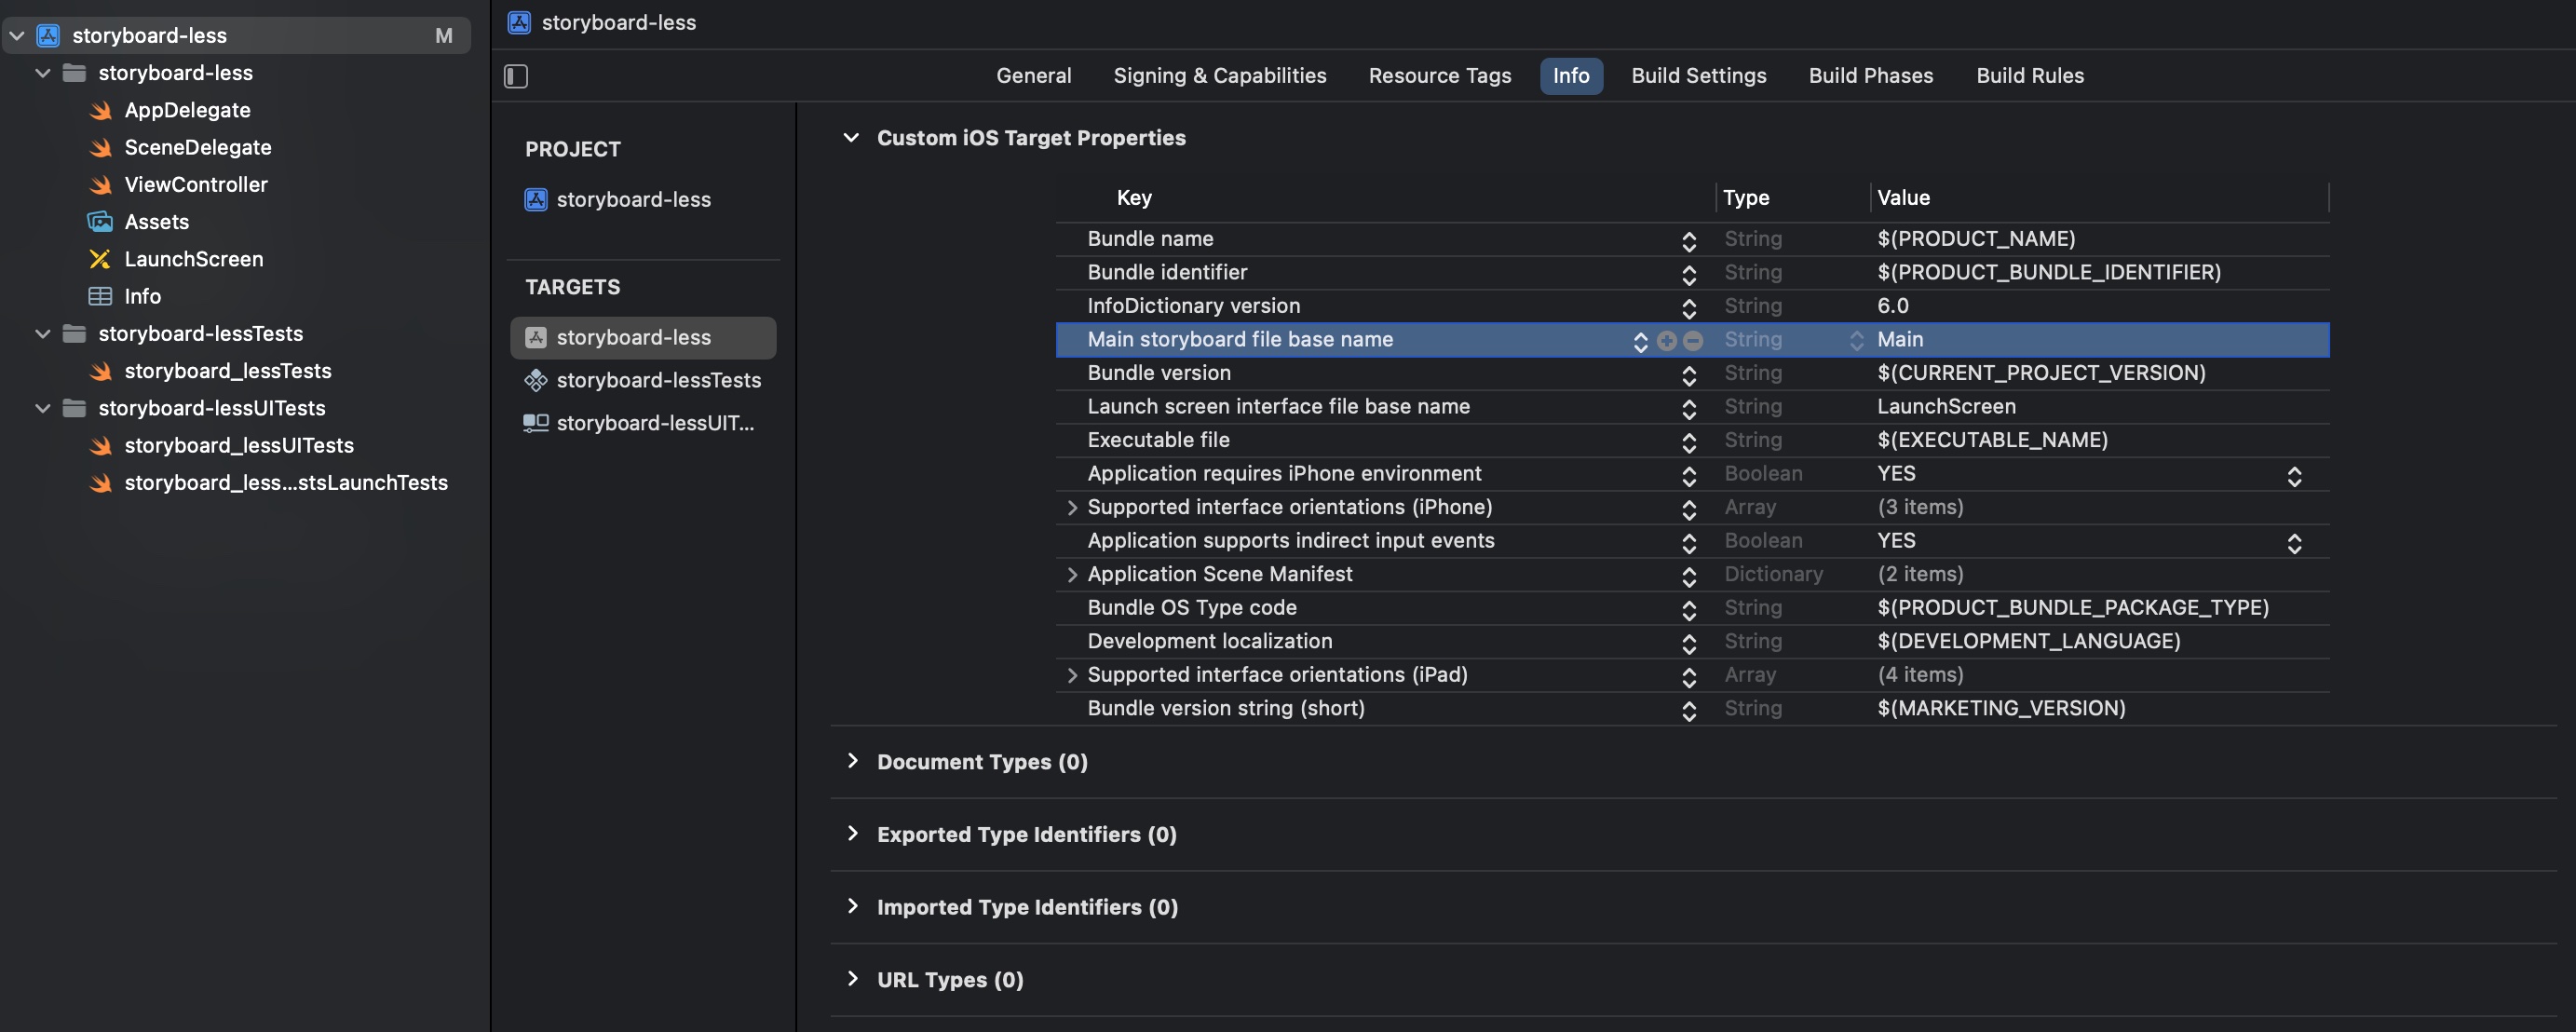 storyboard-less M
storyboard-less
AppDelegate
SceneDelegate
ViewController
Assets
LaunchScreen
Info
storyboard-lessTests
storyboard_lessTests
storyboard-lessUITests
storyboard_lessUITests
storyboard_less...stsLaunchTests
storyboard-less
General Signing & Capabilities Resource Tags Info Build Settings Build Phases Build Rules
PROJECT
storyboard-less
TARGETS
storyboard-less
storyboard-lessTests
storyboard-lessUIT...
Custom iOS Target Properties
Key Type Value
Bundle name String $(PRODUCT_NAME)
Bundle identifier String $(PRODUCT_BUNDLE_IDENTIFIER)
InfoDictionary version String 6.0
Main storyboard file base name String Main
Bundle version String $(CURRENT_PROJECT_VERSION)
Launch screen interface file base name String LaunchScreen
Executable file String $(EXECUTABLE_NAME)
Application requires iPhone environment Boolean YES
Supported interface orientations (iPhone) Array (3 items)
Application supports indirect input events Boolean YES
Application Scene Manifest Dictionary (2 items)
Bundle OS Type code String $(PRODUCT_BUNDLE_PACKAGE_TYPE)
Development localization String $(DEVELOPMENT_LANGUAGE)
Supported interface orientations (iPad) Array (4 items)
Bundle version string (short) String $(MARKETING_VERSION)
Document Types (0)
Exported Type Identifiers (0)
Imported Type Identifiers (0)
URL Types (0)